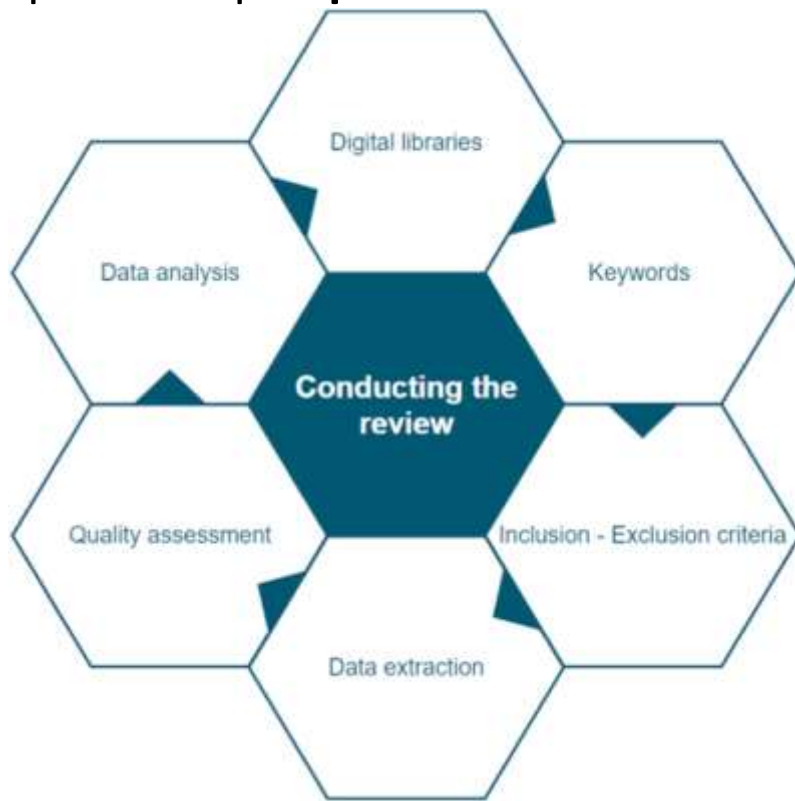 Digital libraries
Data analysis
Keywords
Conducting the
review
Quality assessment
Inclusion - Exclusion criteria
Data extraction